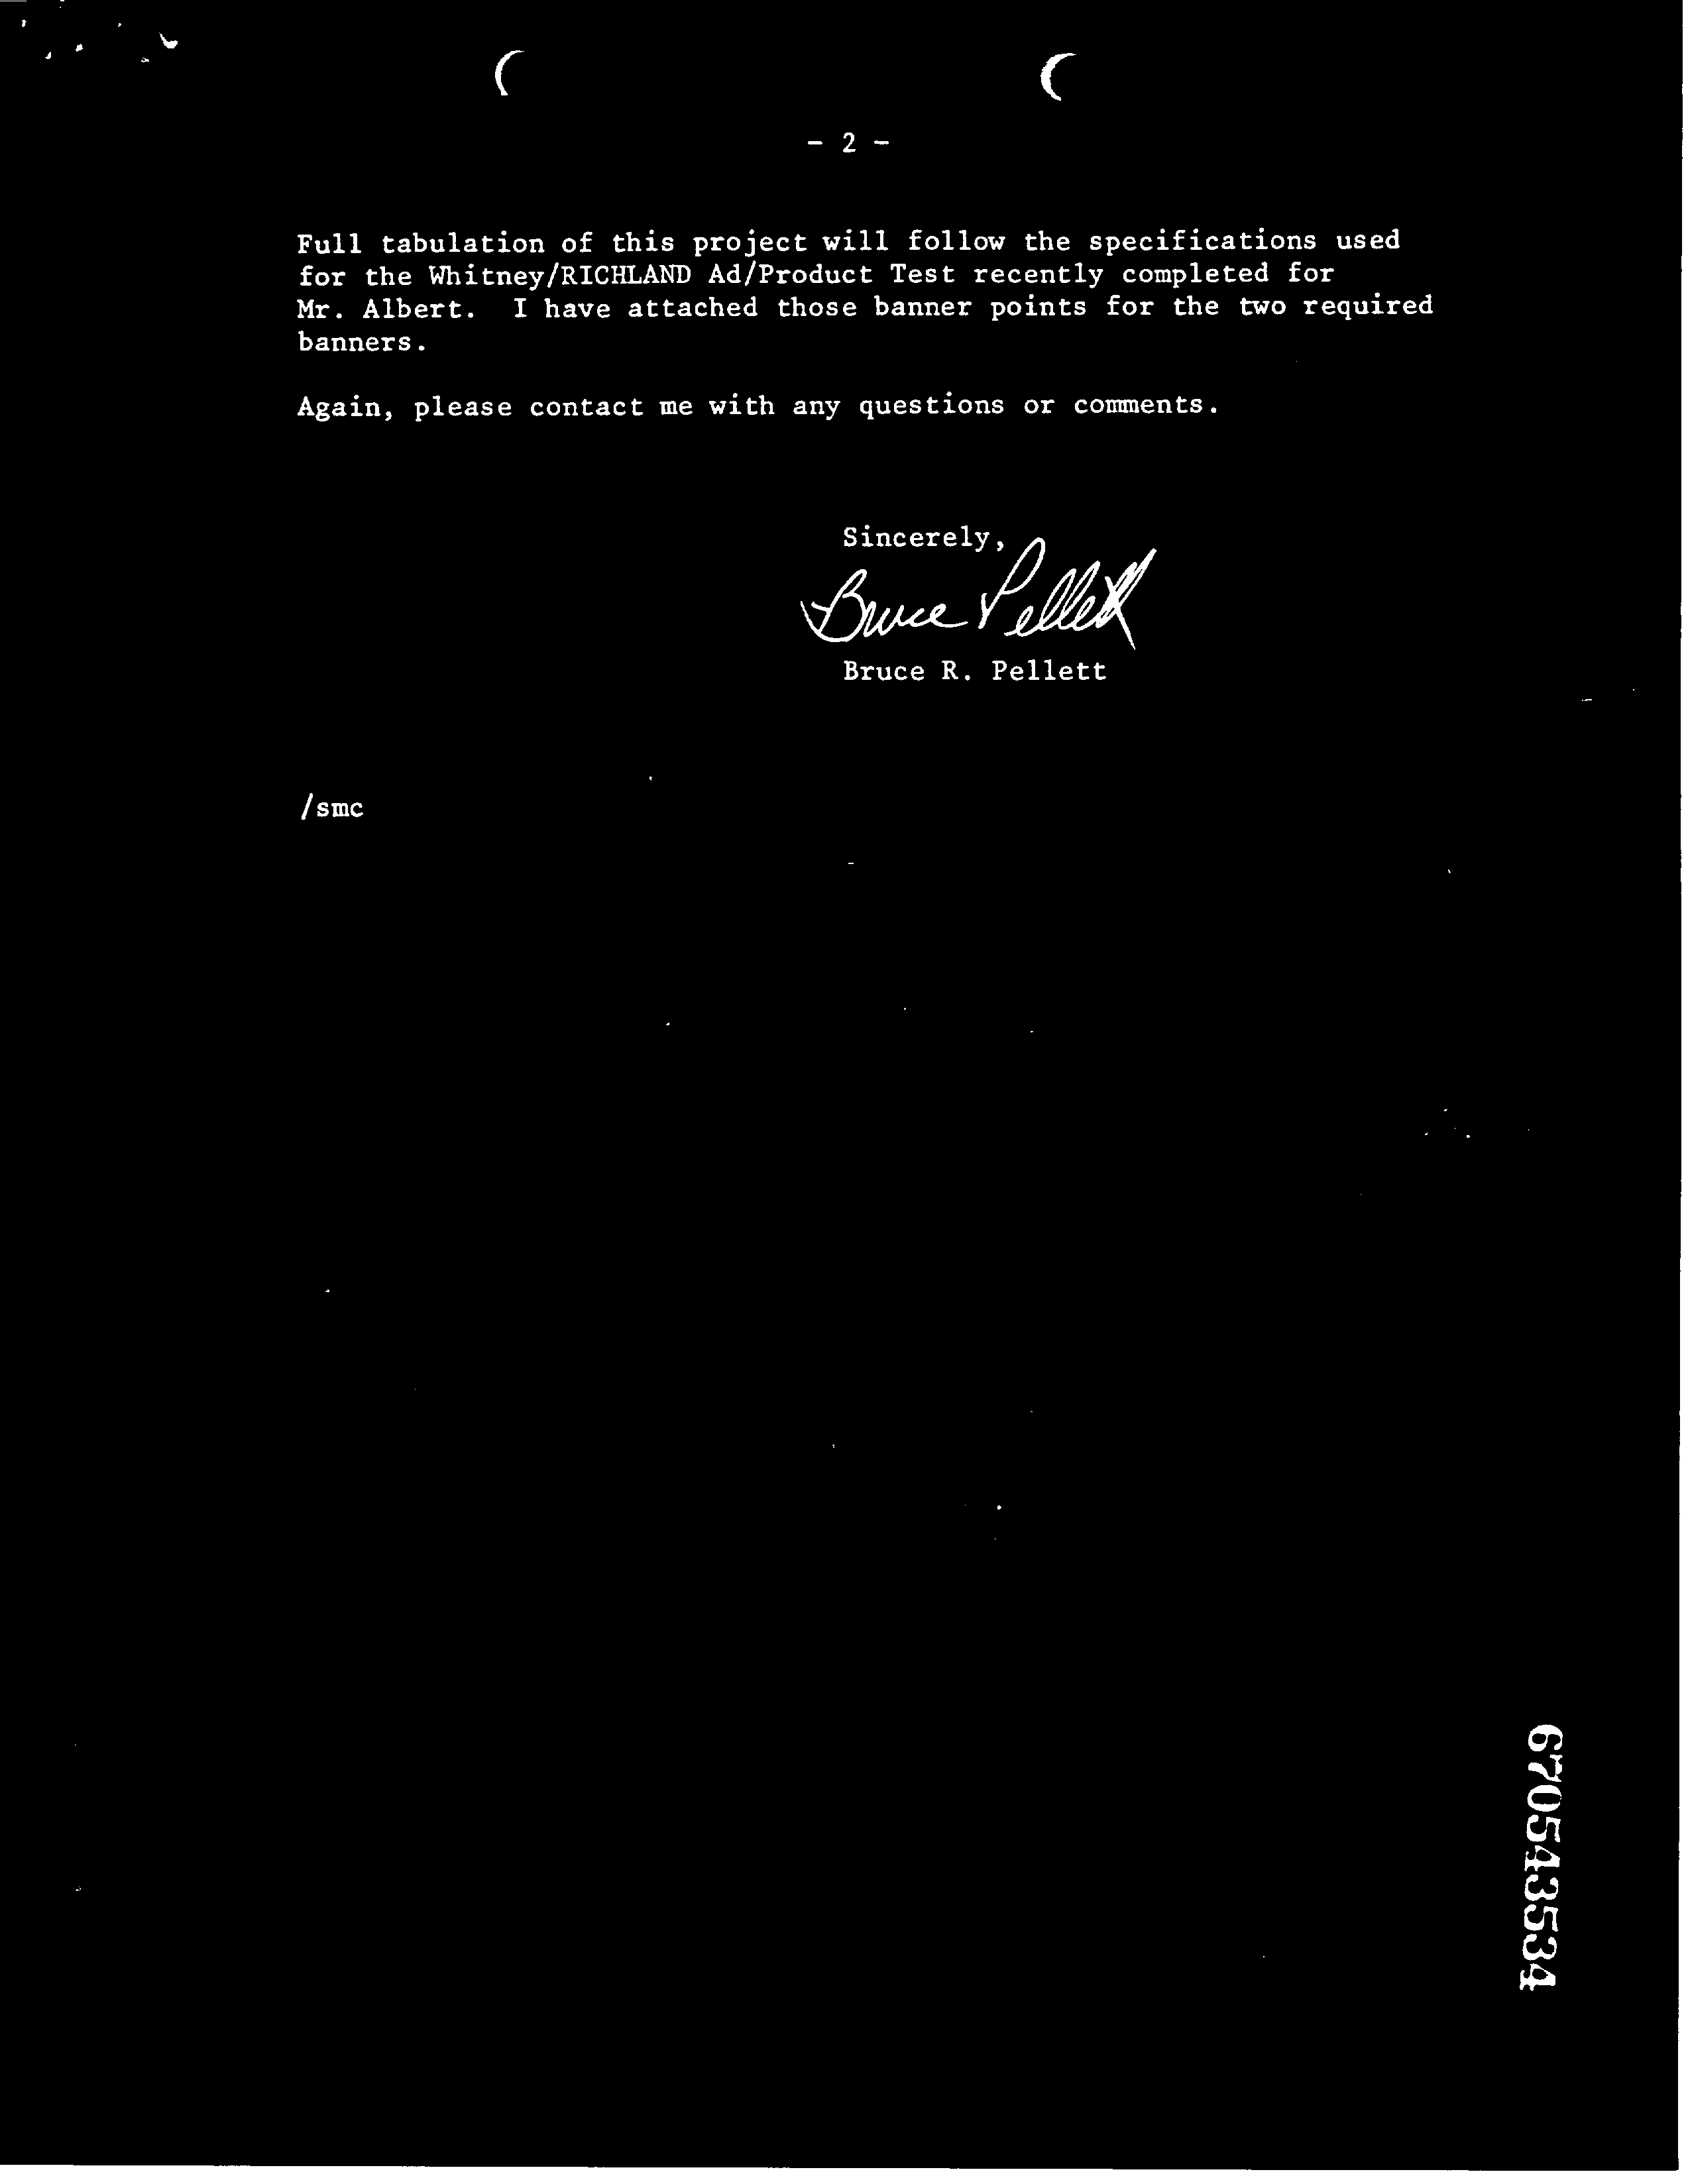 - 2 -
Full tabulation of this project will follow the specifications used
for the Whitney/RICHLAND Ad/Product Test recently completed for
Mr. Albert. I have attached those banner points for the two required
banners.
Again, please contact me with any questions or comments.
Sincerely,
Bruce Pellett
Bruce R. Pellett
/smc
670543534